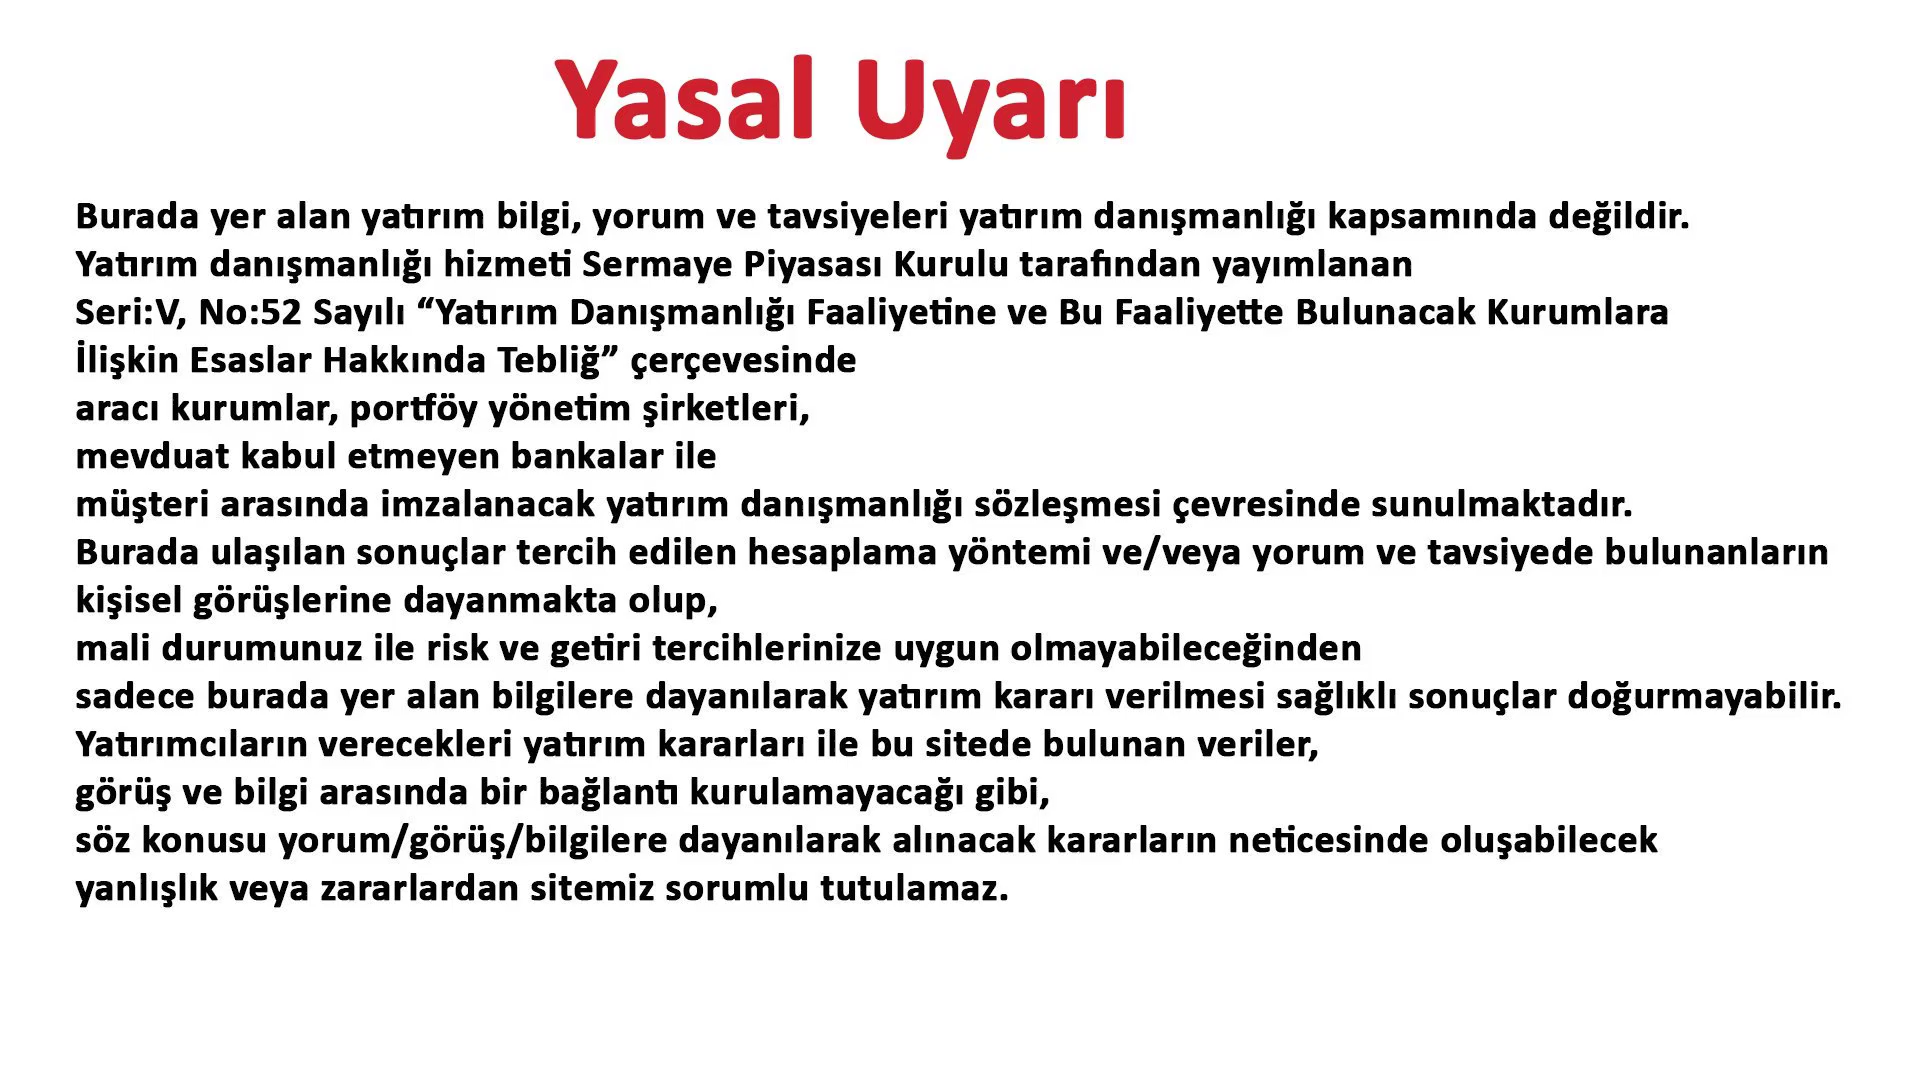 Yasal Uyarı
Burada yer alan yatırım bilgi, yorum ve tavsiyeleri yatırım danışmanlığı kapsamında değildir.
Yatırım danışmanlığı hizmeti Sermaye Piyasası Kurulu tarafından yayımlanan
Seri:V, No:52 Sayılı “Yatırım Danışmanlığı Faaliyetine ve Bu Faaliyette Bulunacak Kurumlara
İlişkin Esaslar Hakkında Tebliğ” çerçevesinde
aracı kurumlar, portföy yönetim şirketleri,
mevduat kabul etmeyen bankalar ile
müşteri arasında imzalanacak yatırım danışmanlığı sözleşmesi çevresinde sunulmaktadır.
Burada ulaşılan sonuçlar tercih edilen hesaplama yöntemi ve/veya yorum ve tavsiyede bulunanların
kişisel görüşlerine dayanmakta olup,
mali durumunuz ile risk ve getiri tercihlerinize uygun olmayabileceğinden
sadece burada yer alan bilgilere dayanılarak yatırım kararı verilmesi sağlıklı sonuçlar doğurmayabilir.
Yatırımcıların verecekleri yatırım kararları ile bu sitede bulunan veriler,
görüş ve bilgi arasında bir bağlantı kurulamayacağı gibi,
söz konusu yorum/görüş/bilgilere dayanılarak alınacak kararların neticesinde oluşabilecek
yanlışlık veya zararlardan sitemiz sorumlu tutulamaz.